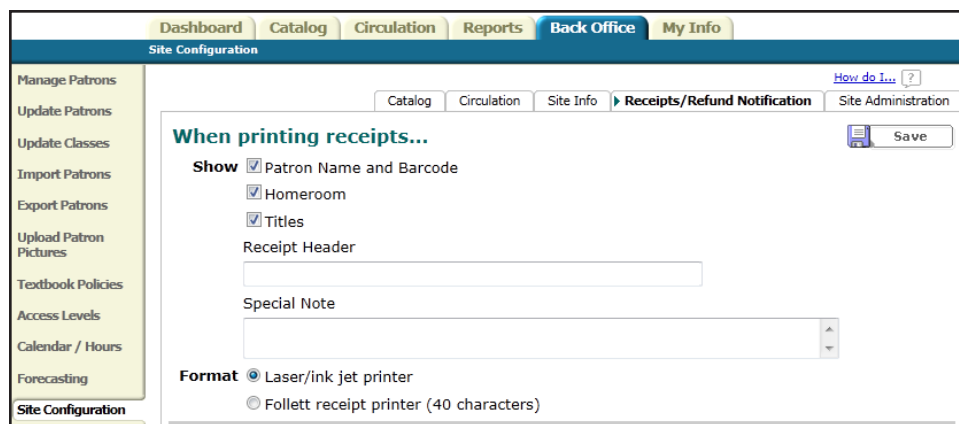 Dashboard Catalog Circulation Reports Back Office My Info
Site Configuration
Manage Patrons
Update Patrons
Update Classes
Import Patrons
Export Patrons
Upload Patron
Pictures
Textbook Policies
Access Levels
Calendar / Hours
Forecasting
Site Configuration
How do I... ?
Catalog Circulation Site Info Receipts/Refund Notification Site Administration
When printing receipts...
Save
Show Patron Name and Barcode
Homeroom
Titles
Receipt Header
Special Note
Format Laser/ink jet printer
Follett receipt printer (40 characters)